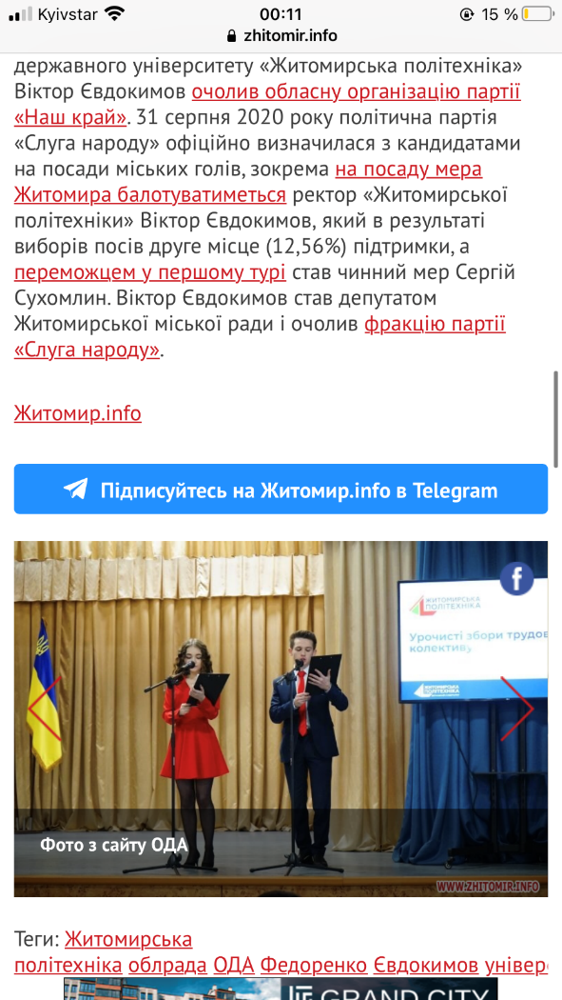 Kyivstar 00:11 15 %
zhitomir.info
державного університету «Житомирська політехніка»
Віктор Євдокимов очолив обласну організацію партії
«Наш край». 31 серпня 2020 року політична партія
«Слуга народу» офіційно визначилася з кандидатами
на посади міських голів, зокрема на посаду мера
Житомира балотуватиметься ректор «Житомирської
політехніки» Віктор Євдокимов, який в результаті
виборів посів друге місце (12,56%) підтримки, а
переможцем у першому турі став чинний мер Сергій
Сухомлин. Віктор Євдокимов став депутатом
Житомирської міської ради і очолив фракцію партії
«Слуга народу».
Житомир.info
Підписуйтесь на Житомир.info в Telegram
f
ЖИТОМИРСЬКА
ПОЛІТЕХНІКА
Урочисті збори трудов
колективу
ЖИТОМИРСЬКА
ПОЛІТЕХНІКА
Фото з сайту ОДА
WWW.ZHITOMIR.INFO
Теги: Житомирська
політехніка облрада ОДА Федоренко Євдокимов універс
GRAND CITY